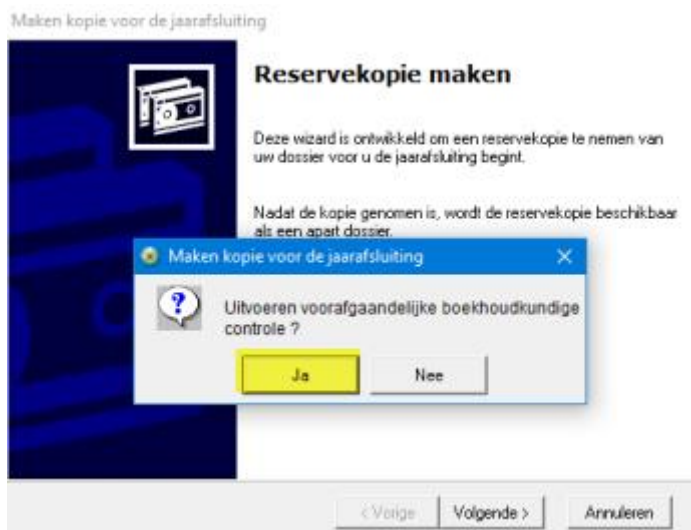 Maken kopie voor de jaarafsluiting
Reservekopie maken
Deze wizard is ontwikkeld om een reservekopie te nemen van
uw dossier voor u de jaarafsluiting begint.
Nadat de kopie genomen is, wordt de reservekopie beschikbaar
als een apart dossier.
Maken kopie voor de jaarafsluiting
Uitvoeren voorafgaandelijke boekhoudkundige
controle ?
Ja Nee
< Vorige Volgende > Annuleren